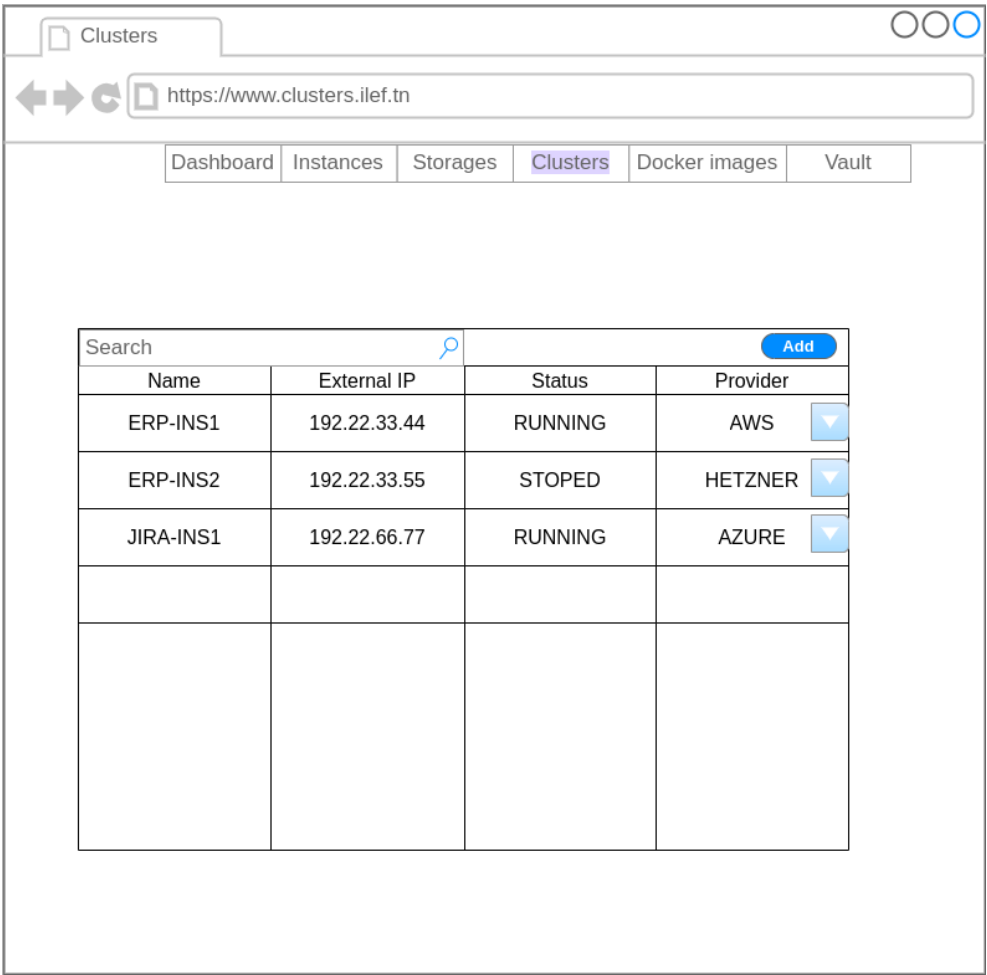 Clusters
https://www.clusters.ilef.tn
Dashboard Instances Storages Clusters Docker images Vault
Search Add
Name External IP Status Provider
ERP-INS1 192.22.33.44 RUNNING AWS
ERP-INS2 192.22.33.55 STOPED HETZNER
JIRA-INS1 192.22.66.77 RUNNING AZURE